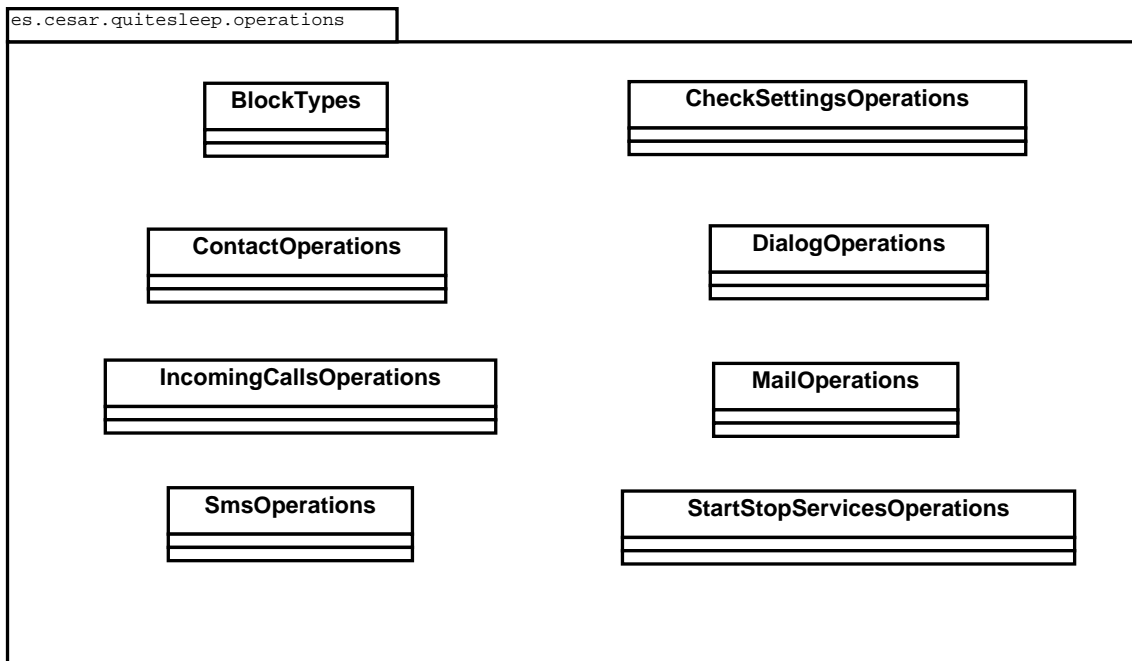 es.cesar.quitesleep.operations
BlockTypes
CheckSettingsOperations
ContactOperations
DialogOperations
IncomingCallsOperations
MailOperations
SmsOperations
StartStopServicesOperations